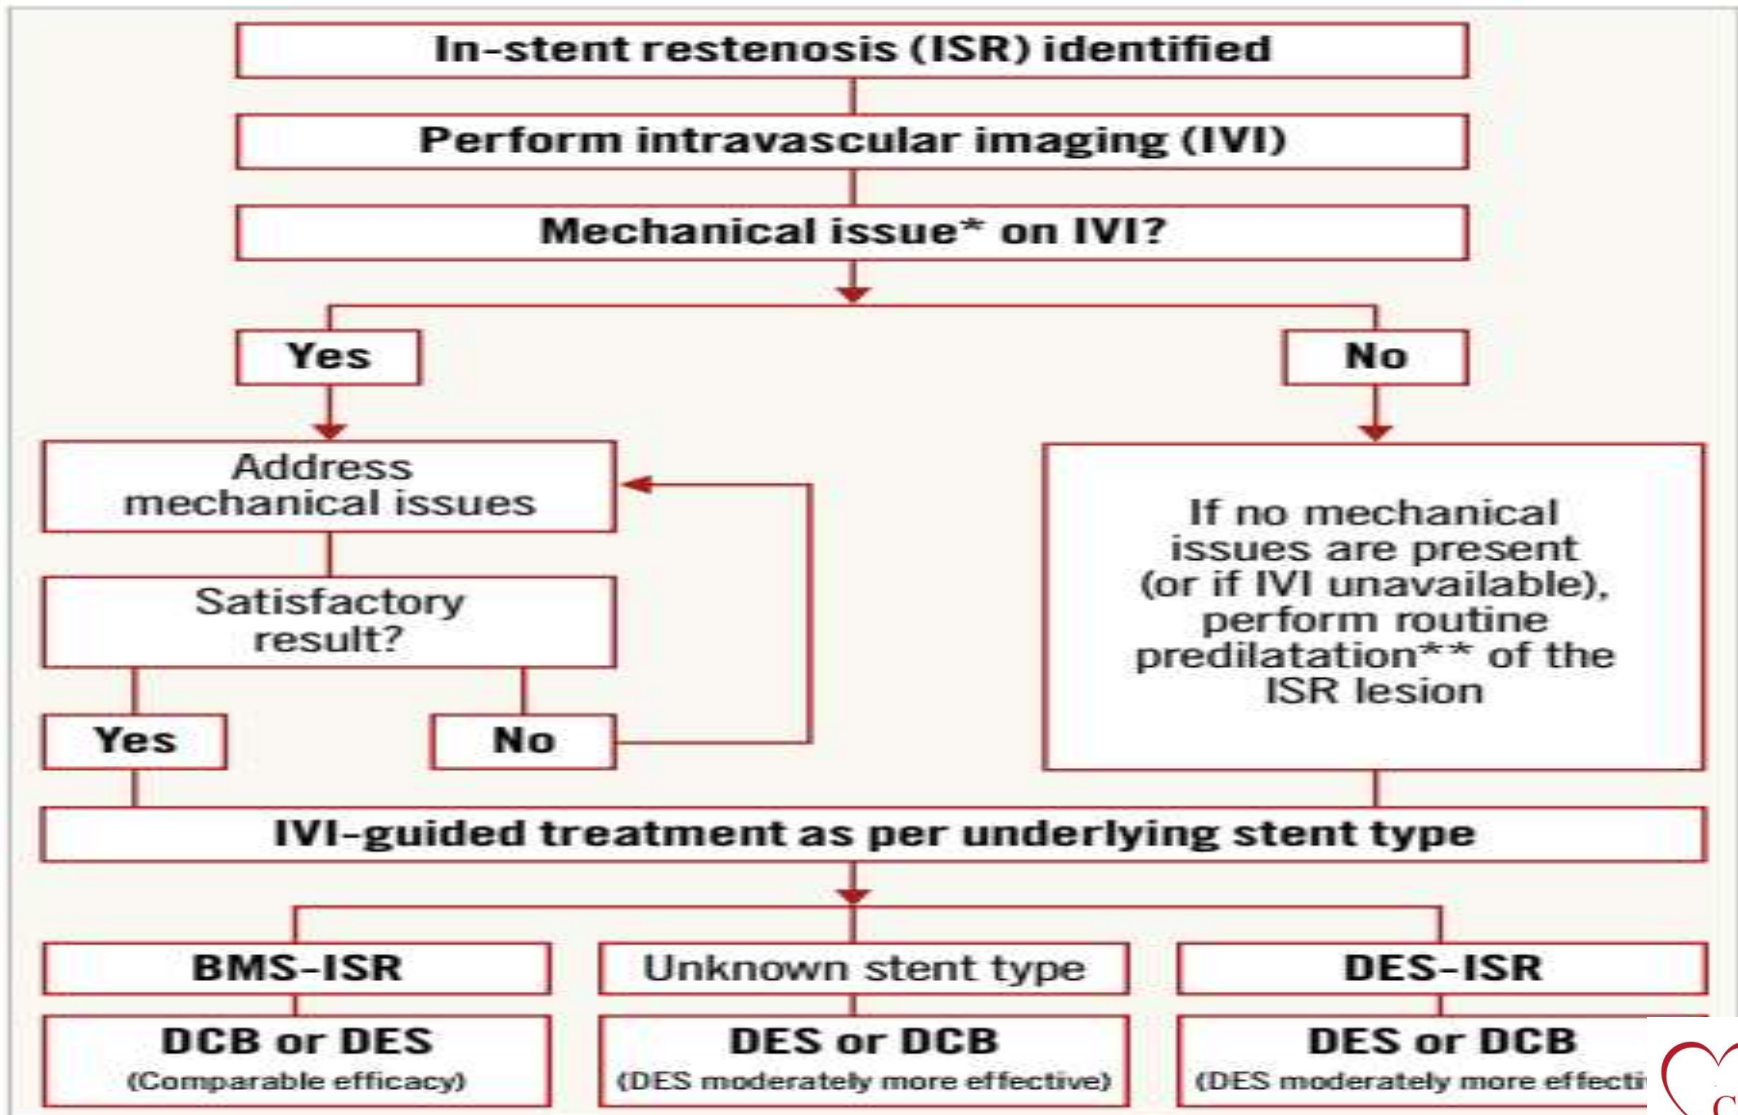 In-stent restenosis (ISR) identified
Perform intravascular imaging (IVI)
Mechanical issue* on IVI?
Yes
No
Address
mechanical issues
If no mechanical
issues are present
(or if IVI unavailable),
perform routine
predilatation** of the
ISR lesion
Satisfactory
result?
Yes
No
IVI-guided treatment as per underlying stent type
BMS-ISR
Unknown stent type
DES-ISR
DCB or DES
(Comparable efficacy)
DES or DCB
(DES moderately more effective)
DES or DCB
(DES moderately more